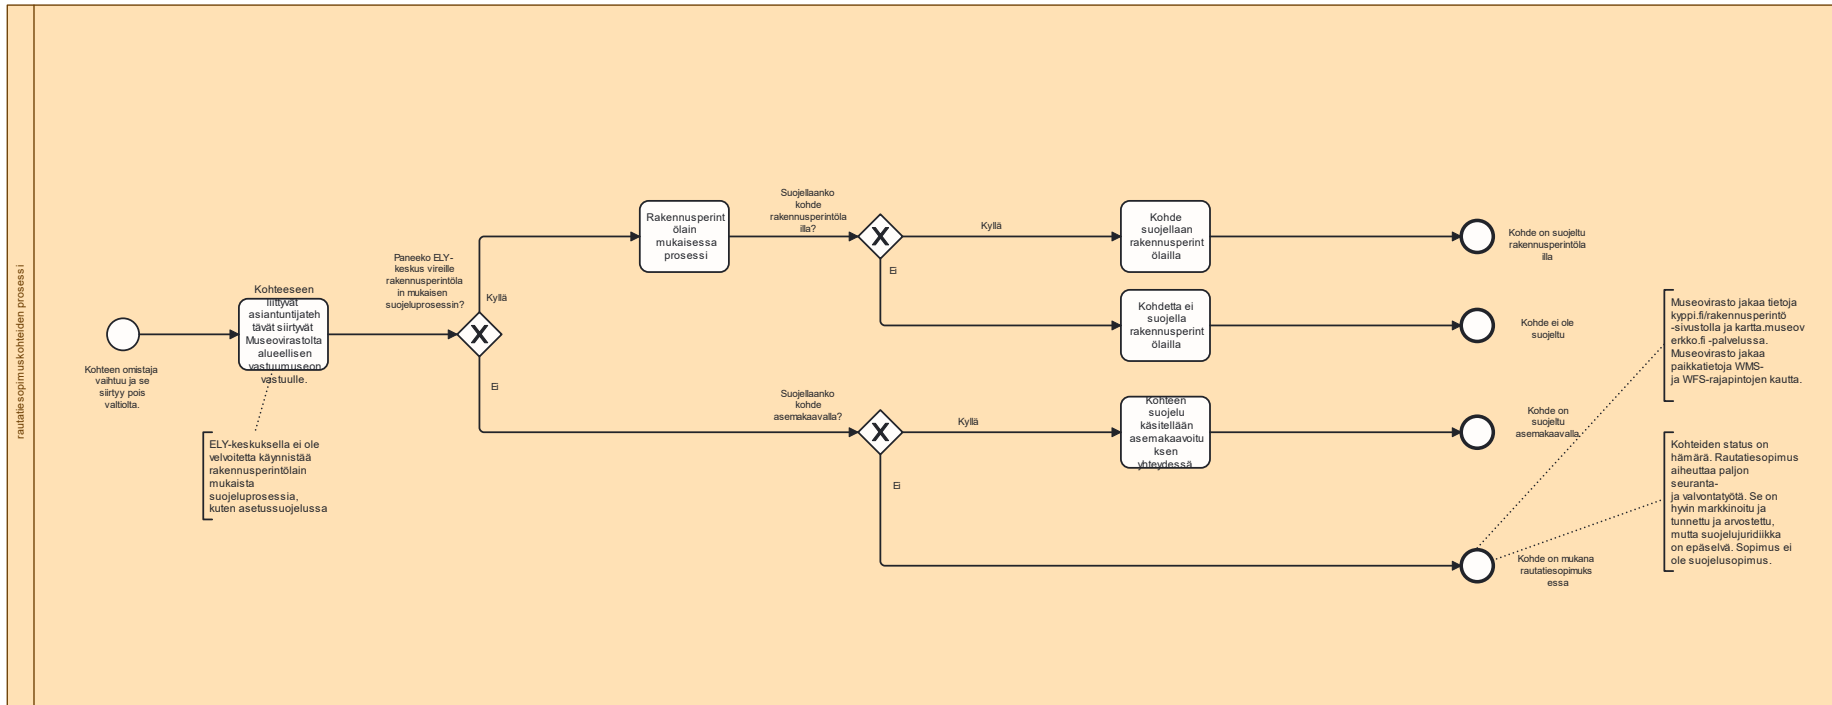 rautatiesopimuskohteiden prosessi
Kohteen omistaja
vaihtuu ja se
siirtyy pois
valtiolta.
Kohteeseen
liittyvät
asiantuntijateh
tävät siirtyvät
Museovirastolta
alueellisen
vastuumuseon
vastuulle.
ELY-keskuksella ei ole
velvoitetta käynnistää
rakennusperintölain
mukaista
suojeluprosessia,
kuten asetussuojelussa
Paneeko ELY-
keskus vireille
rakennusperintöla
in mukaisen
suojeluprosessin?
Kyllä
Ei
Rakennusperint
ölain
mukaisessa
prosessi
Suojellaanko
kohde
rakennusperintöla
illa?
Kyllä
Ei
Kohde
suojellaan
rakennusperint
ölailla
Kohde on suojeltu
rakennusperintöla
illa
Kohdetta ei
suojella
rakennusperint
ölailla
Kohde ei ole
suojeltu
Suojellaanko
kohde
asemakaavalla?
Kyllä
Ei
Kohteen
suojelu
käsitellään
asemakaavoitu
ksen
yhteydessä
Kohde on
suojeltu
asemakaavalla
Kohde on mukana
rautatiesopimuks
essa
Museovirasto jakaa tietoja
kyppi.fi/rakennusperintö
-sivustolla ja kartta.museov
erkko.fi -palvelussa.
Museovirasto jakaa
paikkatietoja WMS-
ja WFS-rajapintojen kautta.
Kohteiden status on
hämärä. Rautatiesopimus
aiheuttaa paljon
seuranta-
ja valvontatyötä. Se on
hyvin markkinoitu ja
tunnettu ja arvostettu,
mutta suojelujuridiikka
on epäselvä. Sopimus ei
ole suojelusopimus.